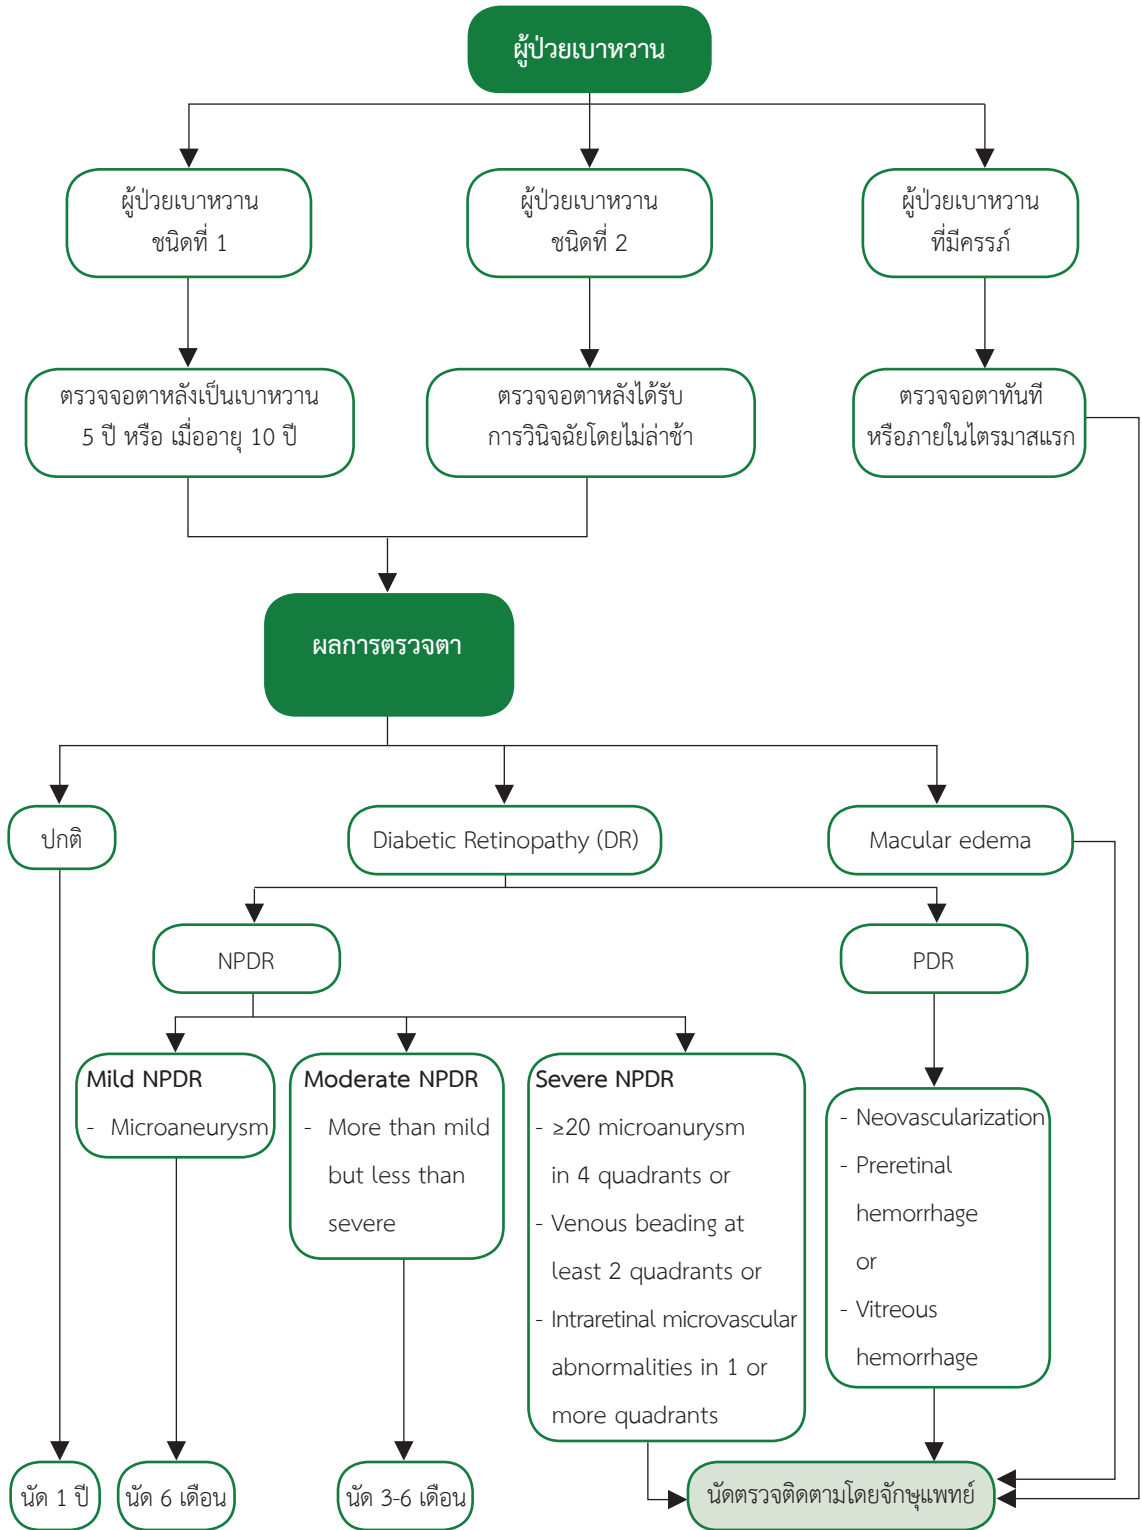 ผู้ป่วยเบาหวาน
ผู้ป่วยเบาหวาน
ชนิดที่ 1
ผู้ป่วยเบาหวาน
ชนิดที่ 2
ผู้ป่วยเบาหวาน
ที่มีครรภ์
ตรวจจอตาหลังเป็นเบาหวาน
5 ปี หรือ เมื่ออายุ 10 ปี
ตรวจจอตาหลังได้รับ
การวินิจฉัยโดยไม่ล่าช้า
ตรวจจอตาทันที
หรือภายในไตรมาสแรก
ผลการตรวจตา
ปกติ
Diabetic Retinopathy (DR)
Macular edema
NPDR
PDR
Mild NPDR
- Microaneurysm
Moderate NPDR
- More than mild
but less than
severe
Severe NPDR
- ≥20 microanurysm
in 4 quadrants or
- Venous beading at
least 2 quadrants or
- Intraretinal microvascular
abnormalities in 1 or
more quadrants
- Neovascularization
- Preretinal
hemorrhage
or
- Vitreous
hemorrhage
นัด 1 ปี
นัด 6 เดือน
นัด 3-6 เดือน
นัดตรวจติดตามโดยจักษุแพทย์